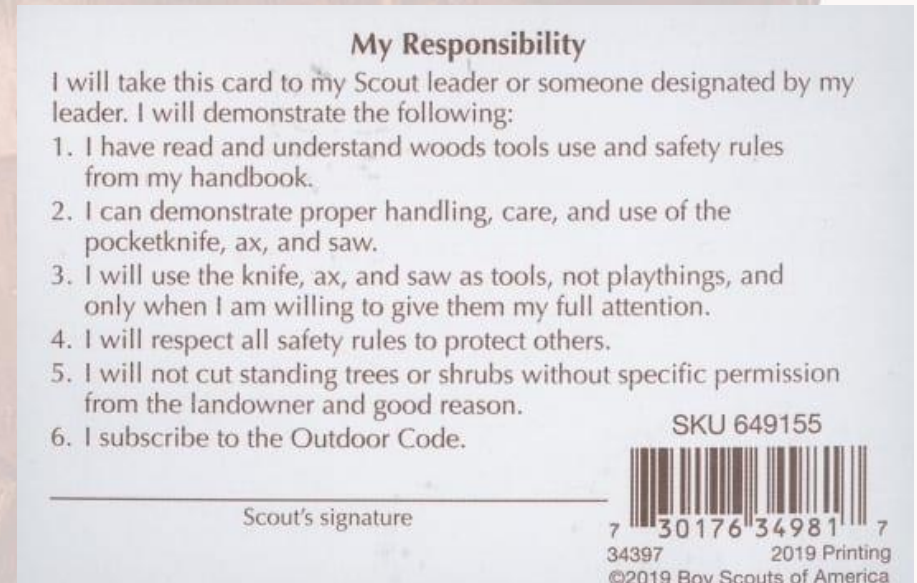 My Responsibility
I will take this card to my Scout leader or someone designated by my
leader. I will demonstrate the following:
1. I have read and understand woods tools use and safety rules
from my handbook.
2. I can demonstrate proper handling, care, and use of the
pocketknife, ax, and saw.
3. I will use the knife, ax, and saw as tools, not playthings, and
only when I am willing to give them my full attention.
4. I will respect all safety rules to protect others.
5. I will not cut standing trees or shrubs without specific permission
from the landowner and good reason.
6. I subscribe to the Outdoor Code.
SKU 649155
Scout's signature
7 30176 34981 7
34397 2019 Printing
©2019 Boy Scouts of America